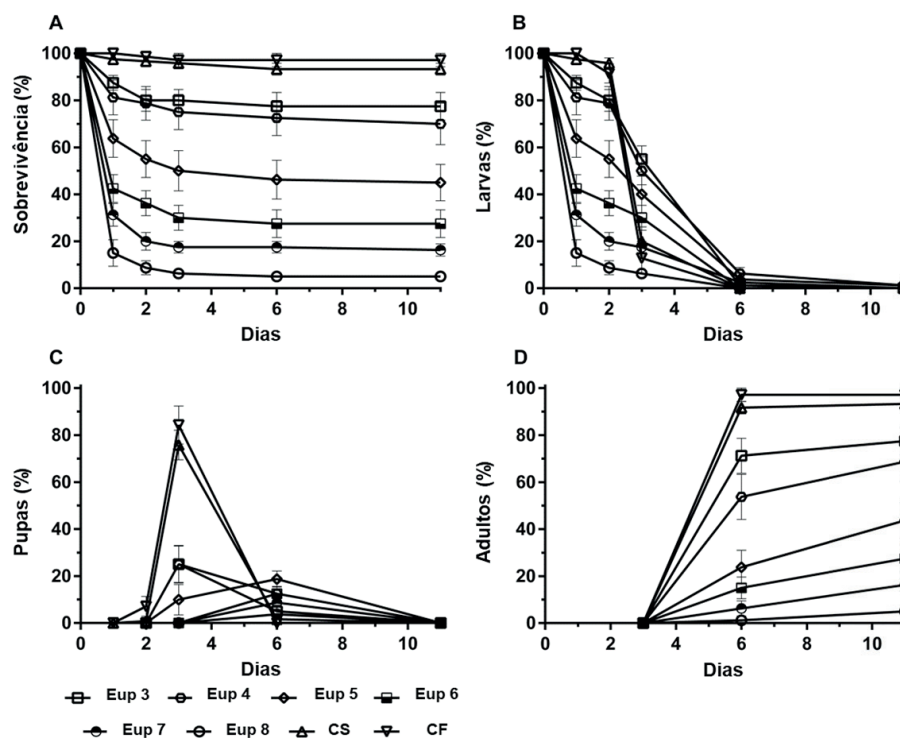 A
Sobrevivência (%)
100
80
60
40
20
0
0 2 4 6 8 10
Dias
B
Larvas (%)
100
80
60
40
20
0
0 2 4 6 8 10
Dias
C
Pupas (%)
100
80
60
40
20
0
0 2 4 6 8 10
Dias
D
Adultos (%)
100
80
60
40
20
0
0 2 4 6 8 10
Dias
Eup 3 Eup 4 Eup 5 Eup 6
Eup 7 Eup 8 CS CF